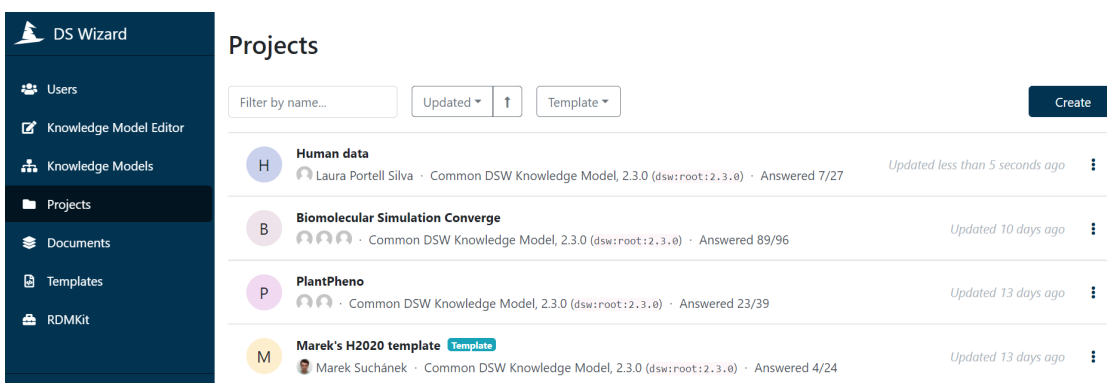 DS Wizard
Users
Knowledge Model Editor
Knowledge Models
Projects
Documents
Templates
RDMKit
Projects
Filter by name...
Updated
Template
Create
H
Human data
Laura Portell Silva · Common DSW Knowledge Model, 2.3.0 (dsw:root:2.3.0) · Answered 7/27
Updated less than 5 seconds ago
B
Biomolecular Simulation Converge
· Common DSW Knowledge Model, 2.3.0 (dsw:root:2.3.0) · Answered 89/96
Updated 10 days ago
P
PlantPheno
· Common DSW Knowledge Model, 2.3.0 (dsw:root:2.3.0) · Answered 23/39
Updated 13 days ago
M
Marek's H2020 template Template
Marek Suchánek · Common DSW Knowledge Model, 2.3.0 (dsw:root:2.3.0) · Answered 4/24
Updated 13 days ago